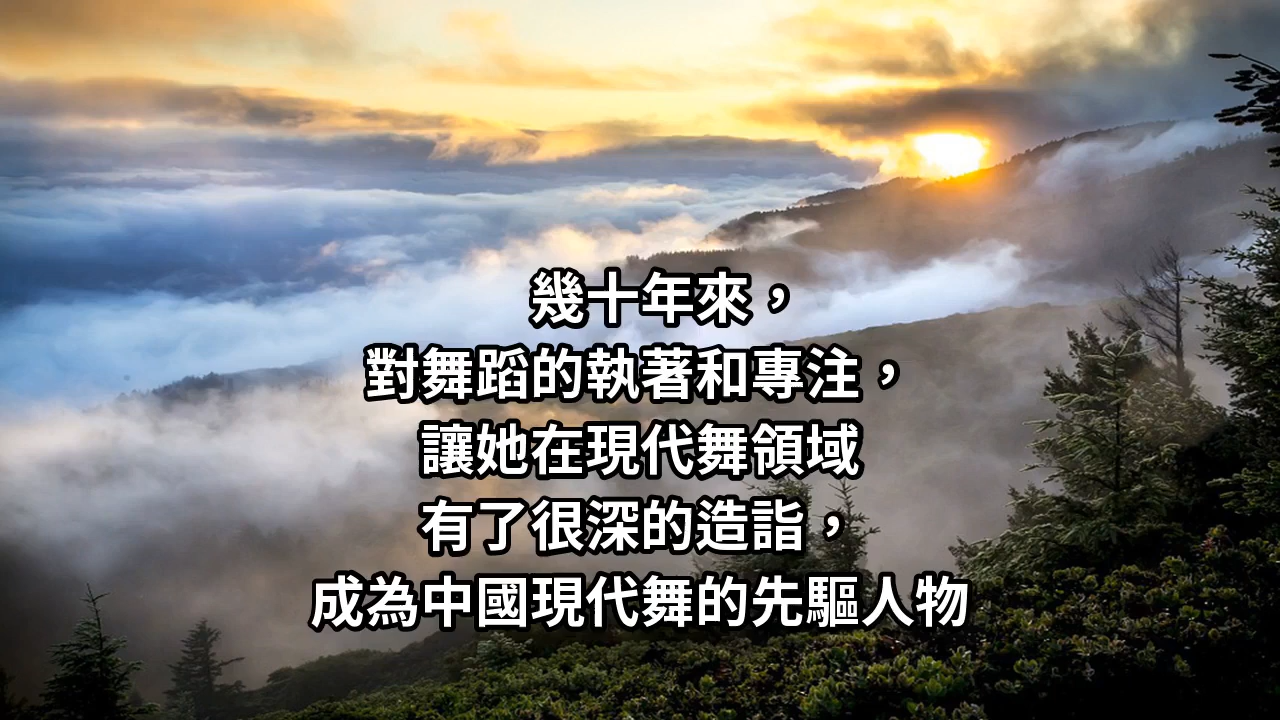 幾十年來，
對舞蹈的執著和專注，
讓她在現代舞領域
有了很深的造詣，
成為中國現代舞的先驅人物